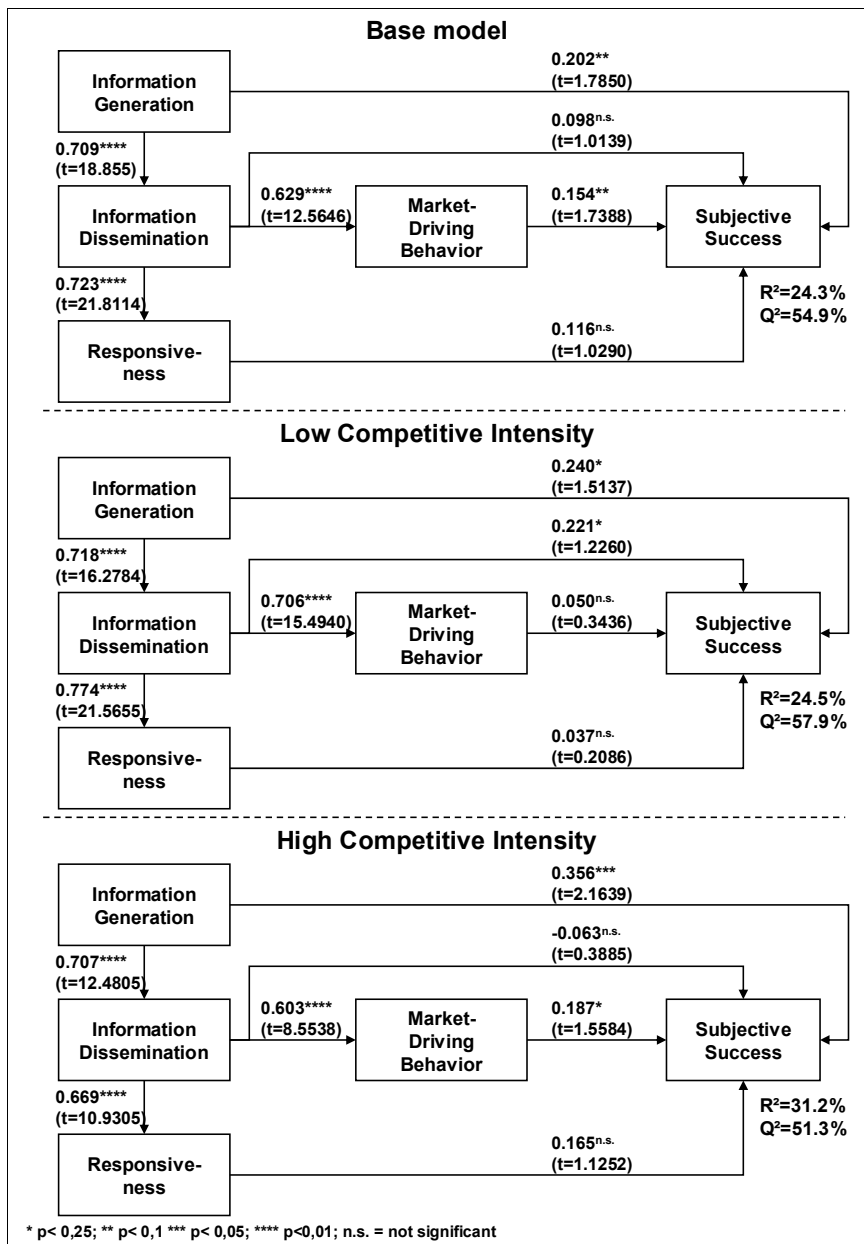 Base model
0.202**
(t=1.7850)
Information
Generation
0.098n.s.
(t=1.0139)
0.709****
(t=18.855)
0.629****
(t=12.5646)
0.154**
(t=1.7388)
Information
Dissemination
Market-
Driving
Behavior
Subjective
Success
0.723****
(t=21.8114)
R²=24.3%
Q²=54.9%
0.116n.s.
(t=1.0290)
Responsive-
ness
Low Competitive Intensity
0.240*
(t=1.5137)
Information
Generation
0.221*
(t=1.2260)
0.718****
(t=16.2784)
0.706****
(t=15.4940)
0.050n.s.
(t=0.3436)
Information
Dissemination
Market-
Driving
Behavior
Subjective
Success
0.774****
(t=21.5655)
R²=24.5%
Q²=57.9%
0.037n.s.
(t=0.2086)
Responsive-
ness
High Competitive Intensity
0.356***
(t=2.1639)
Information
Generation
-0.063n.s.
(t=0.3885)
0.707****
(t=12.4805)
0.603****
(t=8.5538)
0.187*
(t=1.5584)
Information
Dissemination
Market-
Driving
Behavior
Subjective
Success
0.669****
(t=10.9305)
R²=31.2%
Q²=51.3%
0.165n.s.
(t=1.1252)
Responsive-
ness
* p< 0,25; ** p< 0,1 *** p< 0,05; **** p<0,01; n.s. = not significant